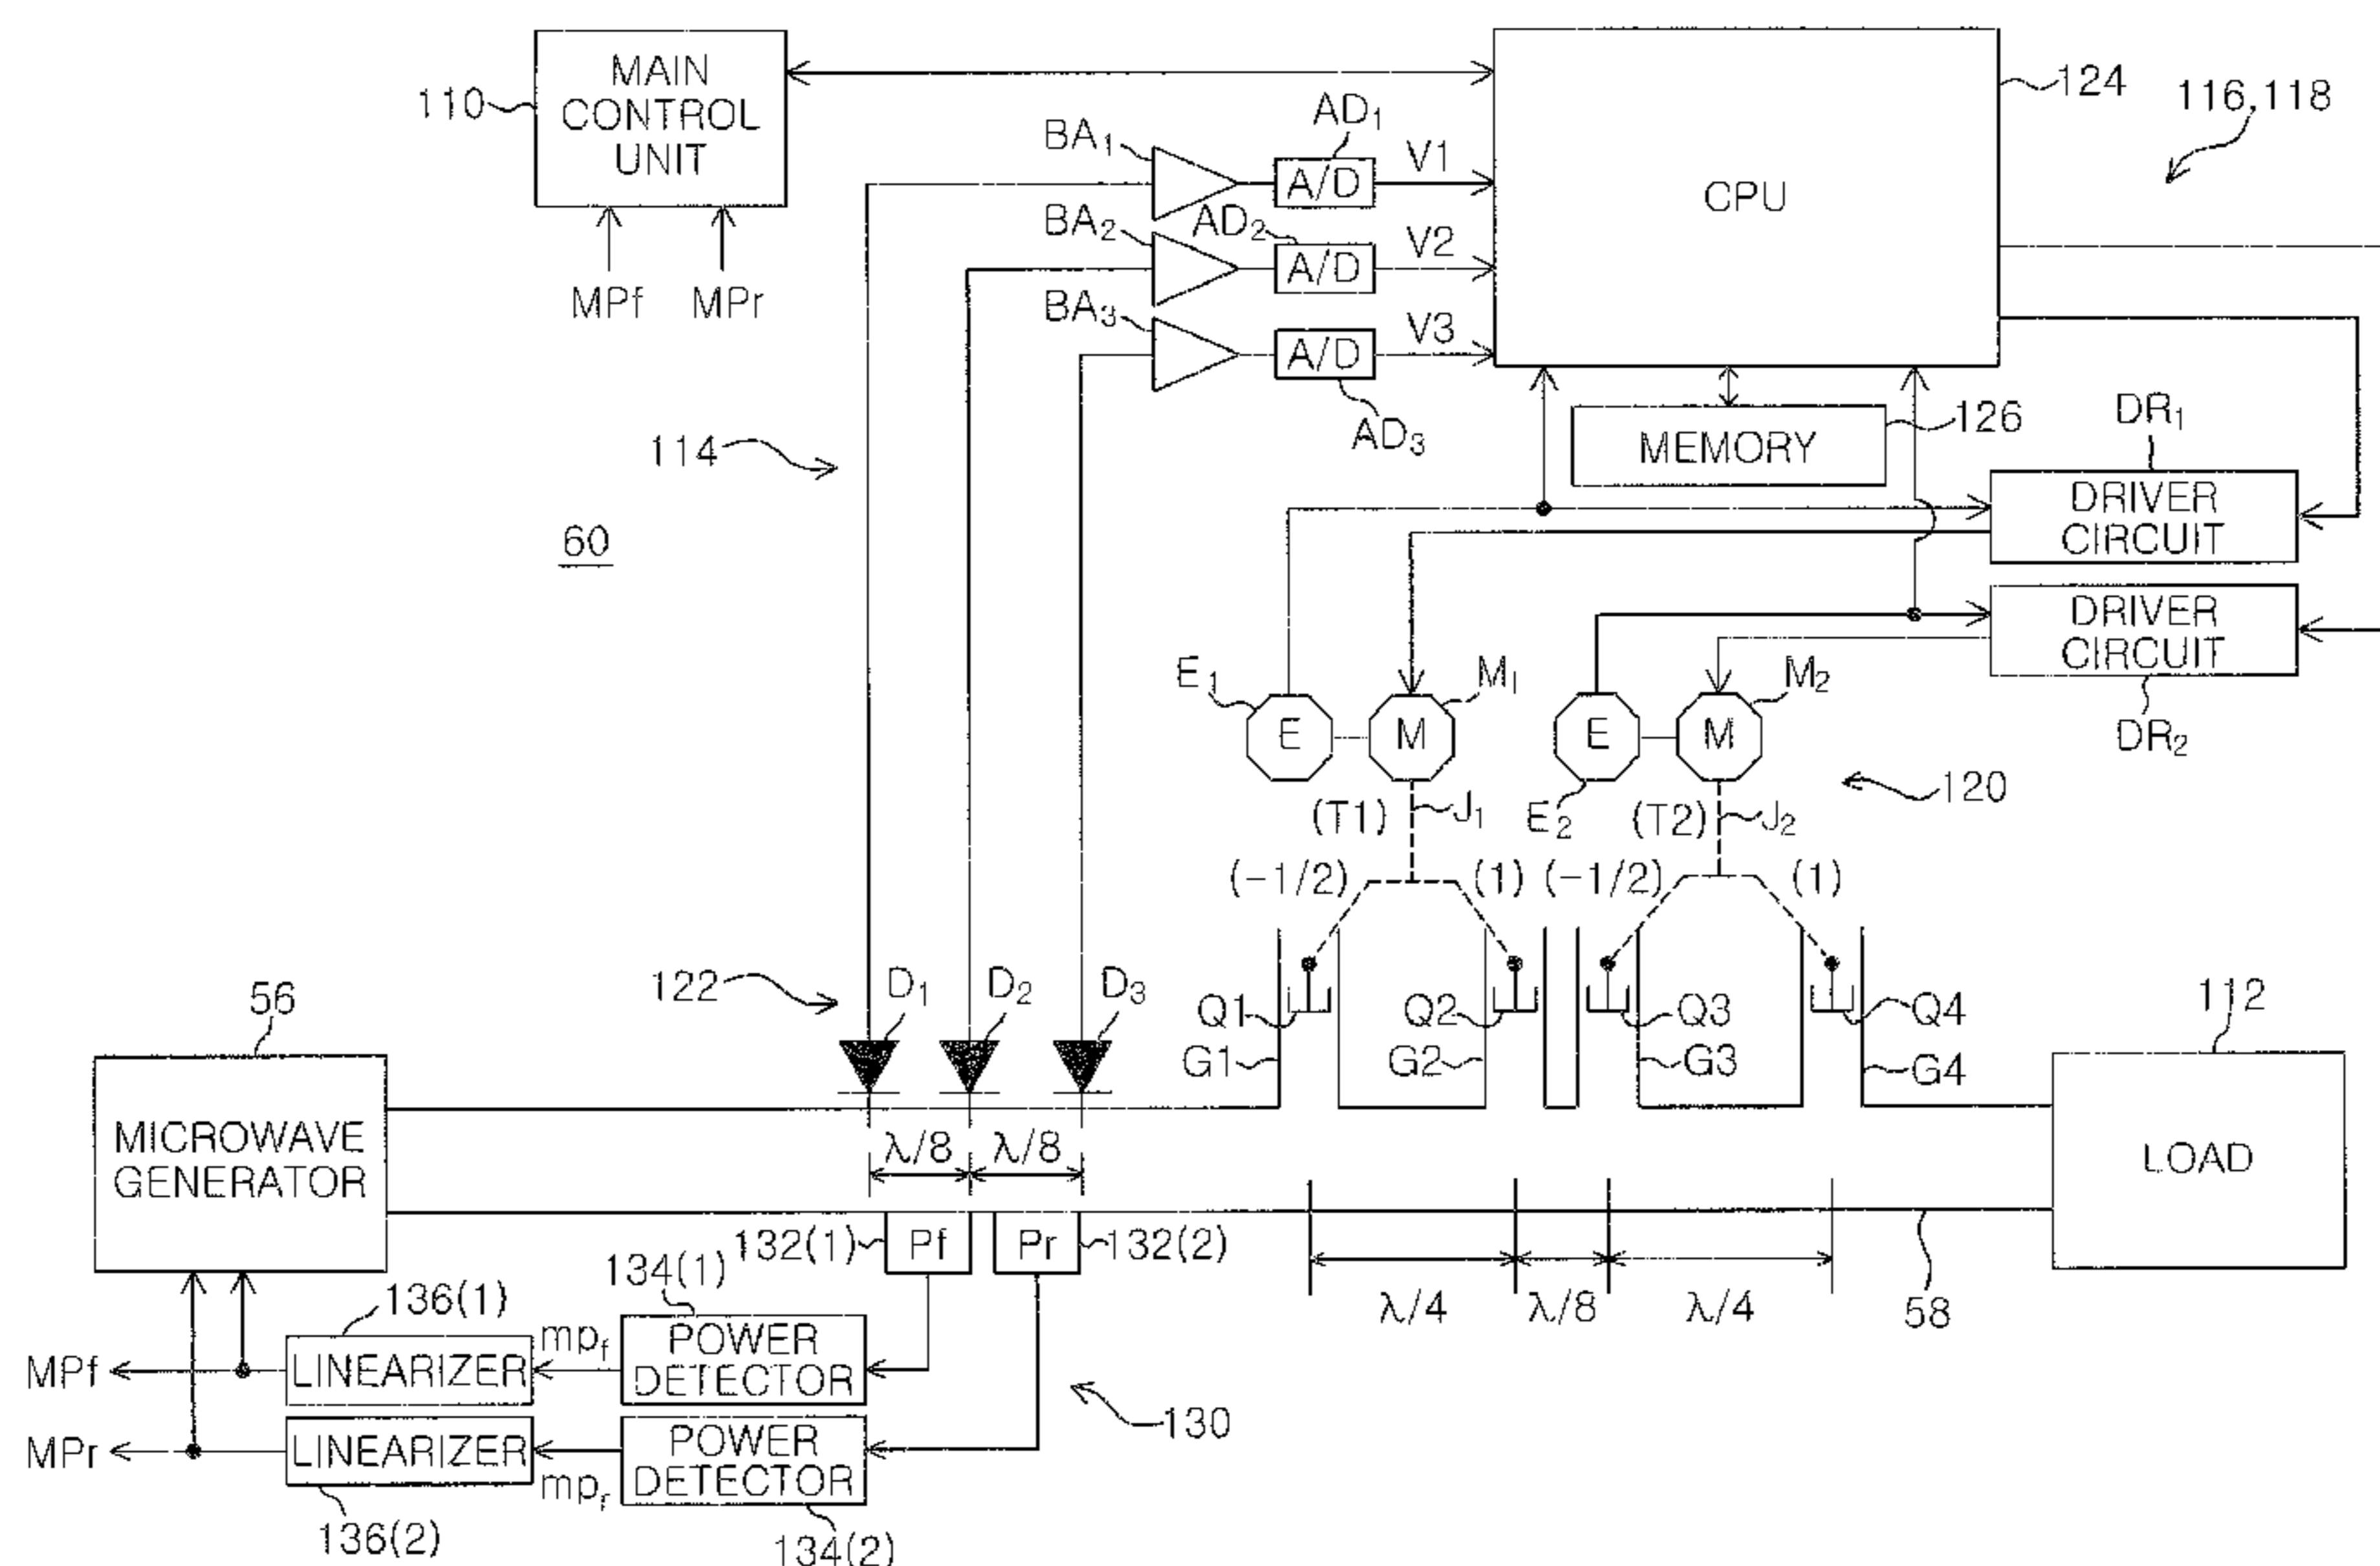 MAIN
CONTROL
UNIT
110
MPf
MPr
BA1
AD1
V1
A/D
BA2
AD2
V2
A/D
BA3
V3
A/D
AD3
CPU
124
116,118
114
60
MEMORY
126
DR1
DRIVER
CIRCUIT
DRIVER
CIRCUIT
DR2
E1
E
M
M1
E
M
M2
E2
120
(T1)
J1
(T2)
J2
(-1/2)
(1)
(-1/2)
(1)
122
D1
D2
D3
56
Q1
Q2
Q3
Q4
G1
G2
G3
G4
112
MICROWAVE
GENERATOR
λ/8
λ/8
LOAD
132(1)
Pf
Pr
132(2)
λ/4
λ/8
λ/4
58
134(1)
136(1)
MPf
LINEARIZER
mpf
POWER
DETECTOR
130
MPr
LINEARIZER
mpr
POWER
DETECTOR
136(2)
134(2)